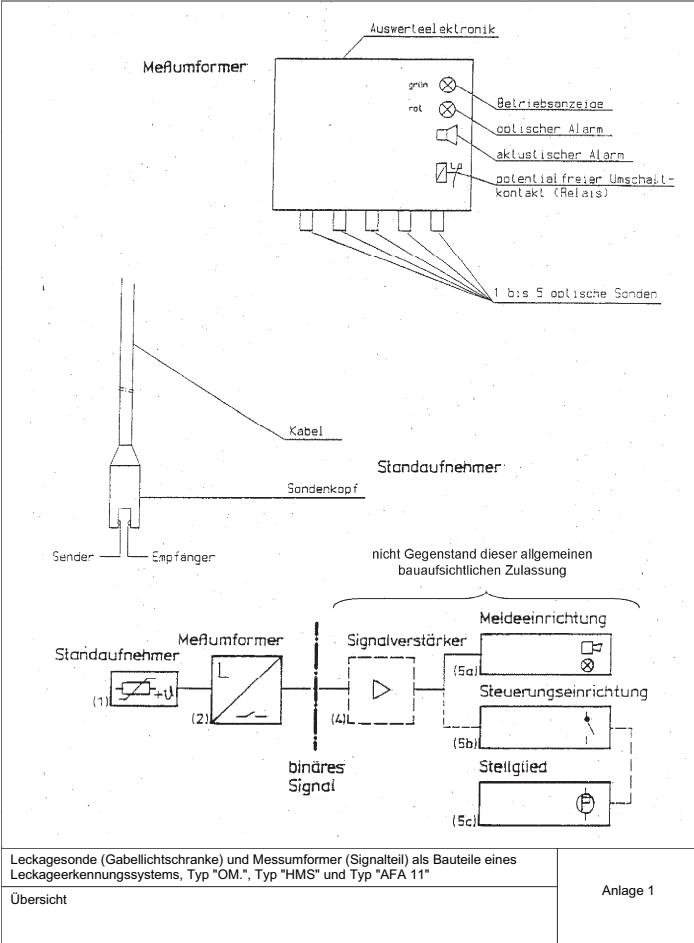 Auswerteelektronik
Meßumformer
grün
Betriebsanzeige
rot
optischer Alarm
aktustischer Alarm
potentialfreier Umschalt-
kontakt (Relais)
1 bis 5 optische Sonden
Kabel
Standaufnehmer
Sondenkopf
Sender
Empfänger
nicht Gegenstand dieser allgemeinen
bauaufsichtlichen Zulassung
Meldeeinrichtung
Meßumformer
Signalverstärker
Standaufnehmer
(5a)
L
Steuerungseinrichtung
+ϑ
(1)
(2)
(4)
(5b)
binäres
Signal
Stellglied
P
(5c)
Leckagesonde (Gabellichtschranke) und Messumformer (Signalteil) als Bauteile eines
Leckageerkennungssystems, Typ "OM.", Typ "HMS" und Typ "AFA 11"
Anlage 1
Übersicht